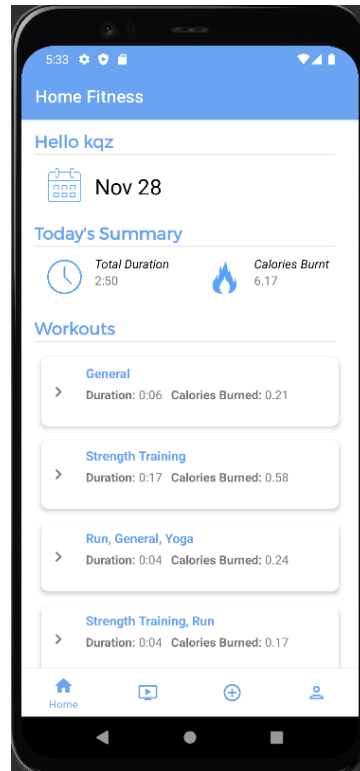 5:33
Home Fitness
Hello kqz
Nov 28
Today's Summary
Total Duration
2:50
Calories Burnt
6.17
Workouts
General
Duration: 0:06 Calories Burned: 0.21
Strength Training
Duration: 0:17 Calories Burned: 0.58
Run, General, Yoga
Duration: 0:04 Calories Burned: 0.24
Strength Training, Run
Duration: 0:04 Calories Burned: 0.17
Home